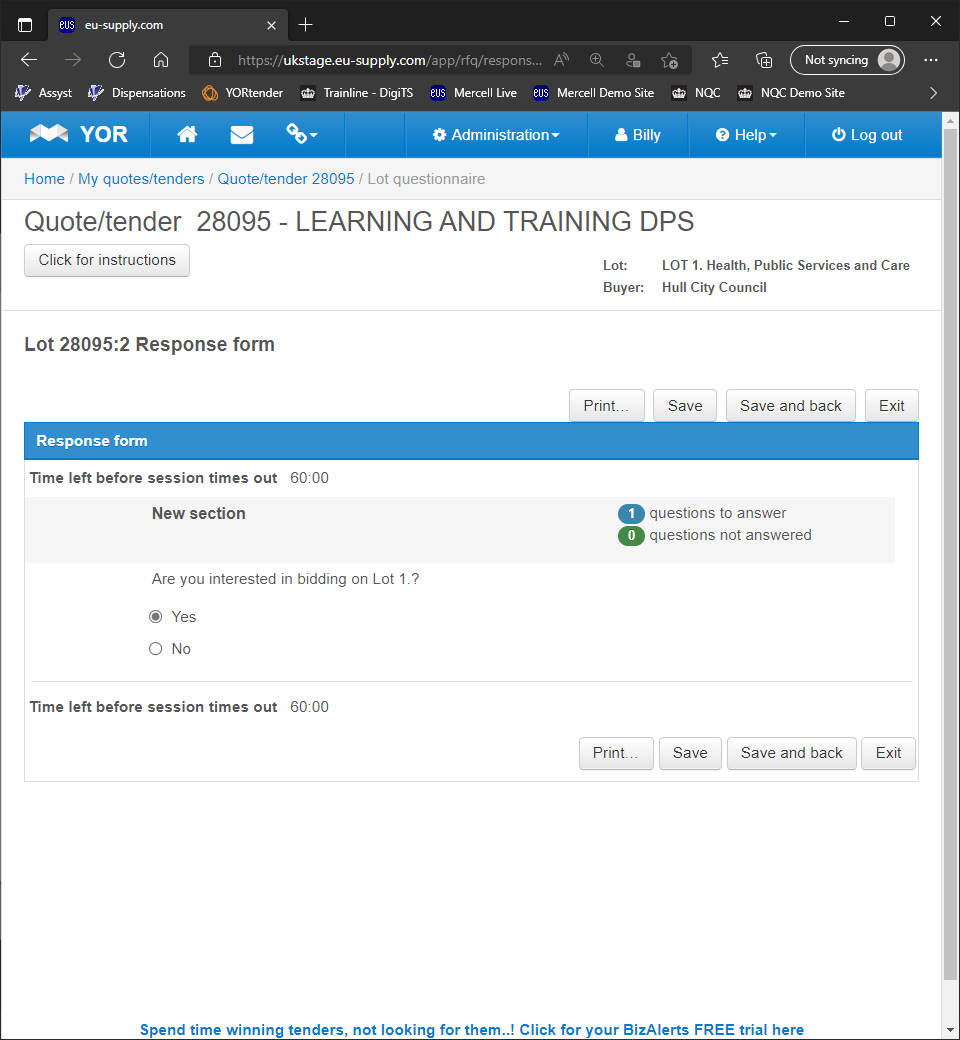 eu-supply.com
https://ukstage.eu-supply.com/app/rfq/respons... Not syncing
Assyst Dispensations YORtender Trainline - DigiTS Mercell Live Mercell Demo Site NQC NQC Demo Site
YOR Administration Billy Help Log out
Home / My quotes/tenders / Quote/tender 28095 / Lot questionnaire
Quote/tender 28095 - LEARNING AND TRAINING DPS
Click for instructions
Lot: LOT 1. Health, Public Services and Care
Buyer: Hull City Council
Lot 28095:2 Response form
Print... Save Save and back Exit
Response form
Time left before session times out 60:00
New section 1 questions to answer
0 questions not answered
Are you interested in bidding on Lot 1.?
Yes
No
Time left before session times out 60:00
Print... Save Save and back Exit
Spend time winning tenders, not looking for them..! Click for your BizAlerts FREE trial here